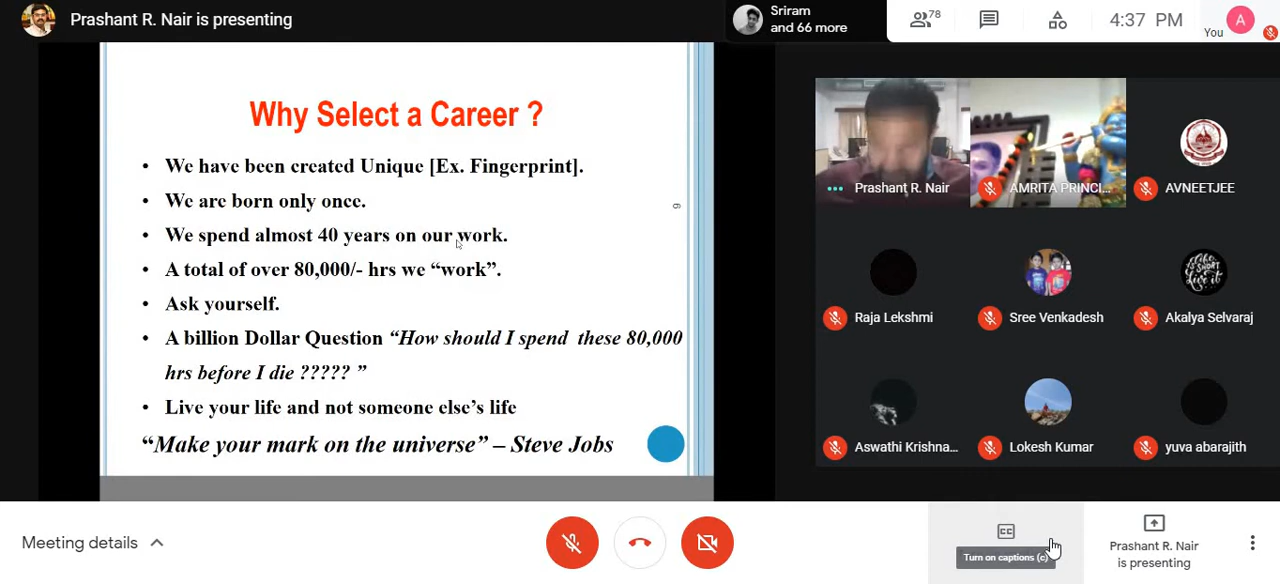 Prashant R. Nair is presenting
Sriram
and 66 more
78
4:37 PM
You
A
Why Select a Career ?
• We have been created Unique [Ex. Fingerprint].
• We are born only once.
• We spend almost 40 years on our work.
• A total of over 80,000/- hrs we “work”.
• Ask yourself.
• A billion Dollar Question “How should I spend these 80,000
hrs before I die ????? ”
• Live your life and not someone else’s life
“Make your mark on the universe” – Steve Jobs
Prashant R. Nair
AMRITA PRINCI...
AVNEETJEE
Raja Lekshmi
Sree Venkadesh
Akalya Selvaraj
Aswathi Krishna...
Lokesh Kumar
yuva abarajith
Meeting details
CC
Turn on captions (c)
Prashant R. Nair
is presenting